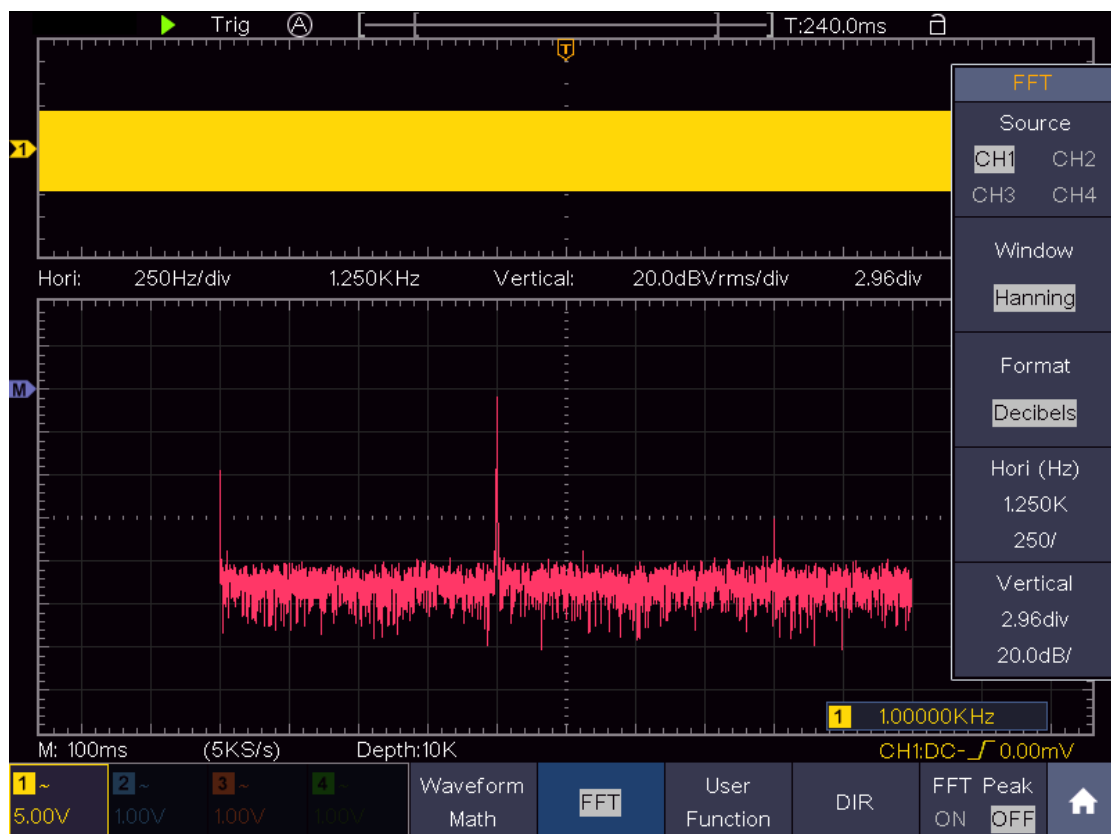 Trig A T:240.0ms
T
FFT
Source
CH1 CH2
CH3 CH4
1
Window
Hanning
Hori: 250Hz/div 1.250KHz Vertical: 20.0dBVrms/div 2.96div
Format
Decibels
M
Hori (Hz)
1.250K
250/
Vertical
2.96div
20.0dB/
1 1.00000KHz
M: 100ms (5KS/s) Depth:10K CH1:DC- 0.00mV
1 ~ 2 ~ 3 ~ 4 ~
5.00V 1.00V 1.00V 1.00V
Waveform
Math
FFT
User
Function
DIR
FFT Peak
ON OFF